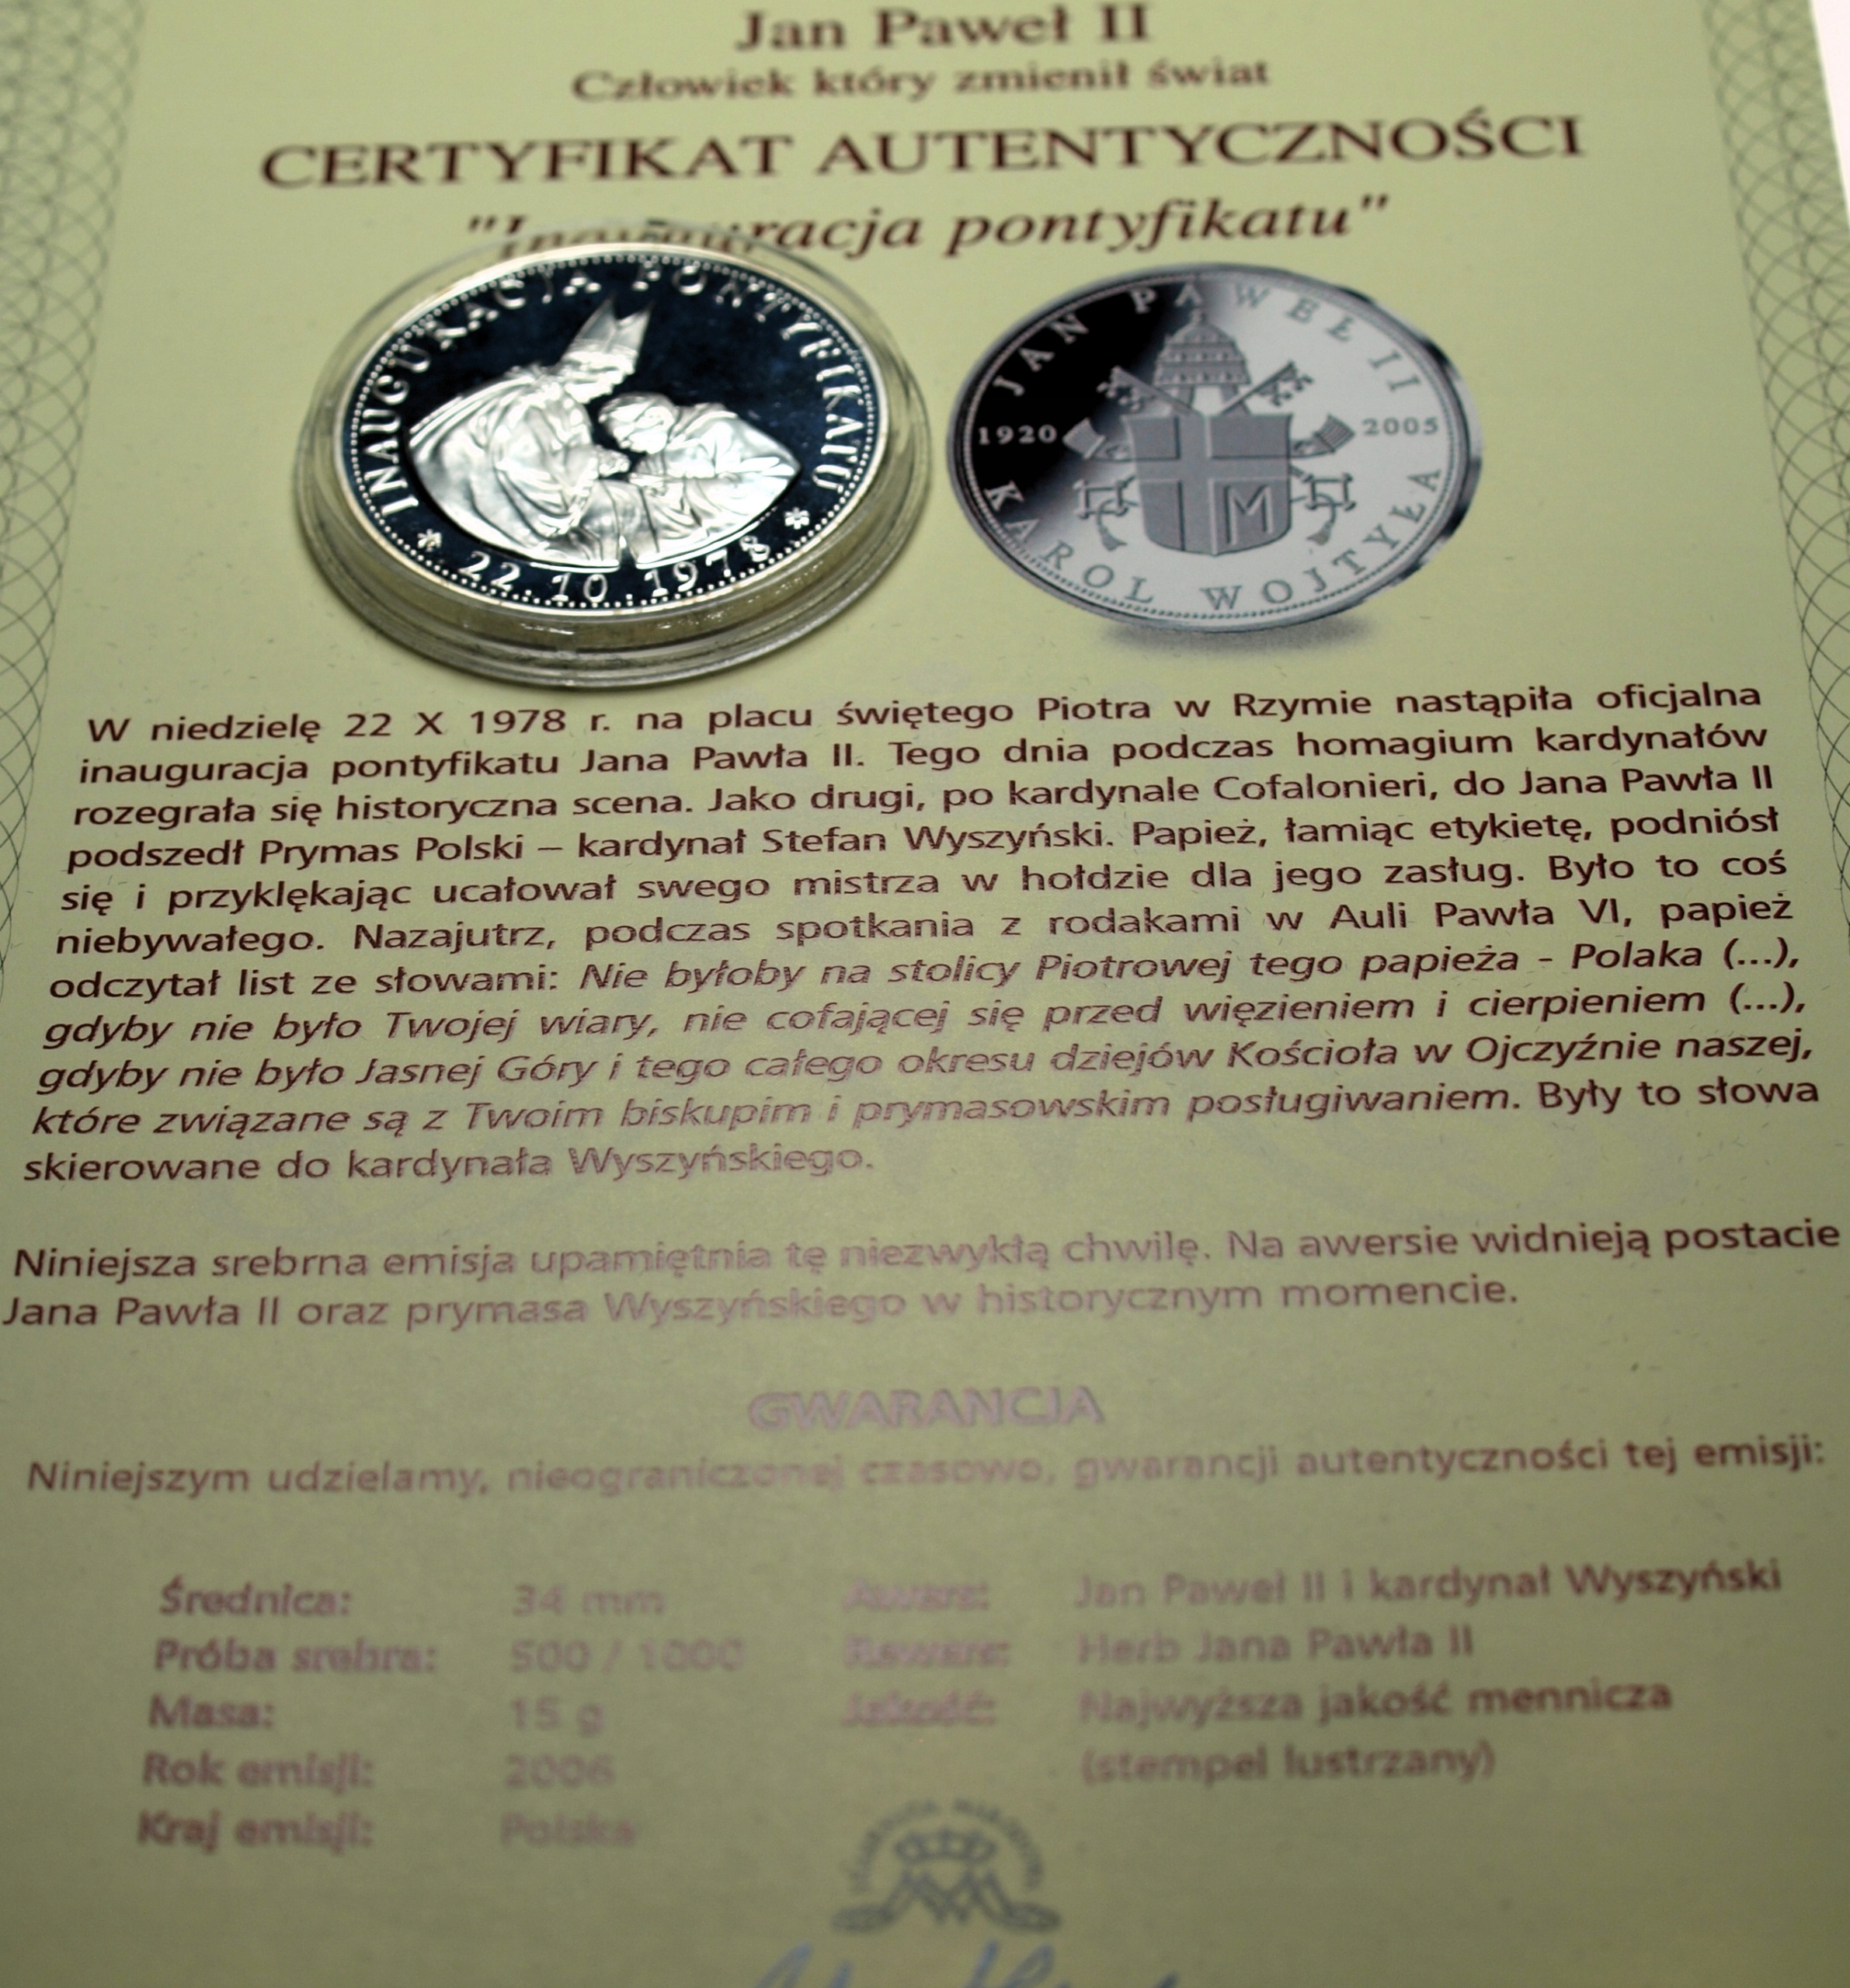 Jan Paweł II
Człowiek który zmienił świat
CERTYFIKAT AUTENTYCZNOŚCI
"Inauguracja pontyfikatu"
INAUGURACJA PONTYFIKATU
* 22.10.1978 *
JAN PAWEŁ II
1920 2005
M
KAROL WOJTYŁA
W niedzielę 22 X 1978 r. na placu świętego Piotra w Rzymie nastąpiła oficjalna
inauguracja pontyfikatu Jana Pawła II. Tego dnia podczas homagium kardynałów
rozegrała się historyczna scena. Jako drugi, po kardynale Cofalonieri, do Jana Pawła II
podszedł Prymas Polski – kardynał Stefan Wyszyński. Papież, łamiąc etykietę, podniósł
się i przyklękając ucałował swego mistrza w hołdzie dla jego zasług. Było to coś
niebywałego. Nazajutrz, podczas spotkania z rodakami w Auli Pawła VI, papież
odczytał list ze słowami: Nie byłoby na stolicy Piotrowej tego papieża - Polaka (...),
gdyby nie było Twojej wiary, nie cofającej się przed więzieniem i cierpieniem (...),
gdyby nie było Jasnej Góry i tego całego okresu dziejów Kościoła w Ojczyźnie naszej,
które związane są z Twoim biskupim i prymasowskim posługiwaniem. Były to słowa
skierowane do kardynała Wyszyńskiego.
Niniejsza srebrna emisja upamiętnia tę niezwykłą chwilę. Na awersie widnieją postacie
Jana Pawła II oraz prymasa Wyszyńskiego w historycznym momencie.
GWARANCJA
Niniejszym udzielamy, nieograniczonej czasowo, gwarancji autentyczności tej emisji:
Średnica: 34 mm Awers: Jan Paweł II i kardynał Wyszyński
Próba srebra: 500 / 1000 Rewers: Herb Jana Pawła II
Masa: 15 g Jakość: Najwyższa jakość mennicza
Rok emisji: 2006 (stempel lustrzany)
Kraj emisji: Polska